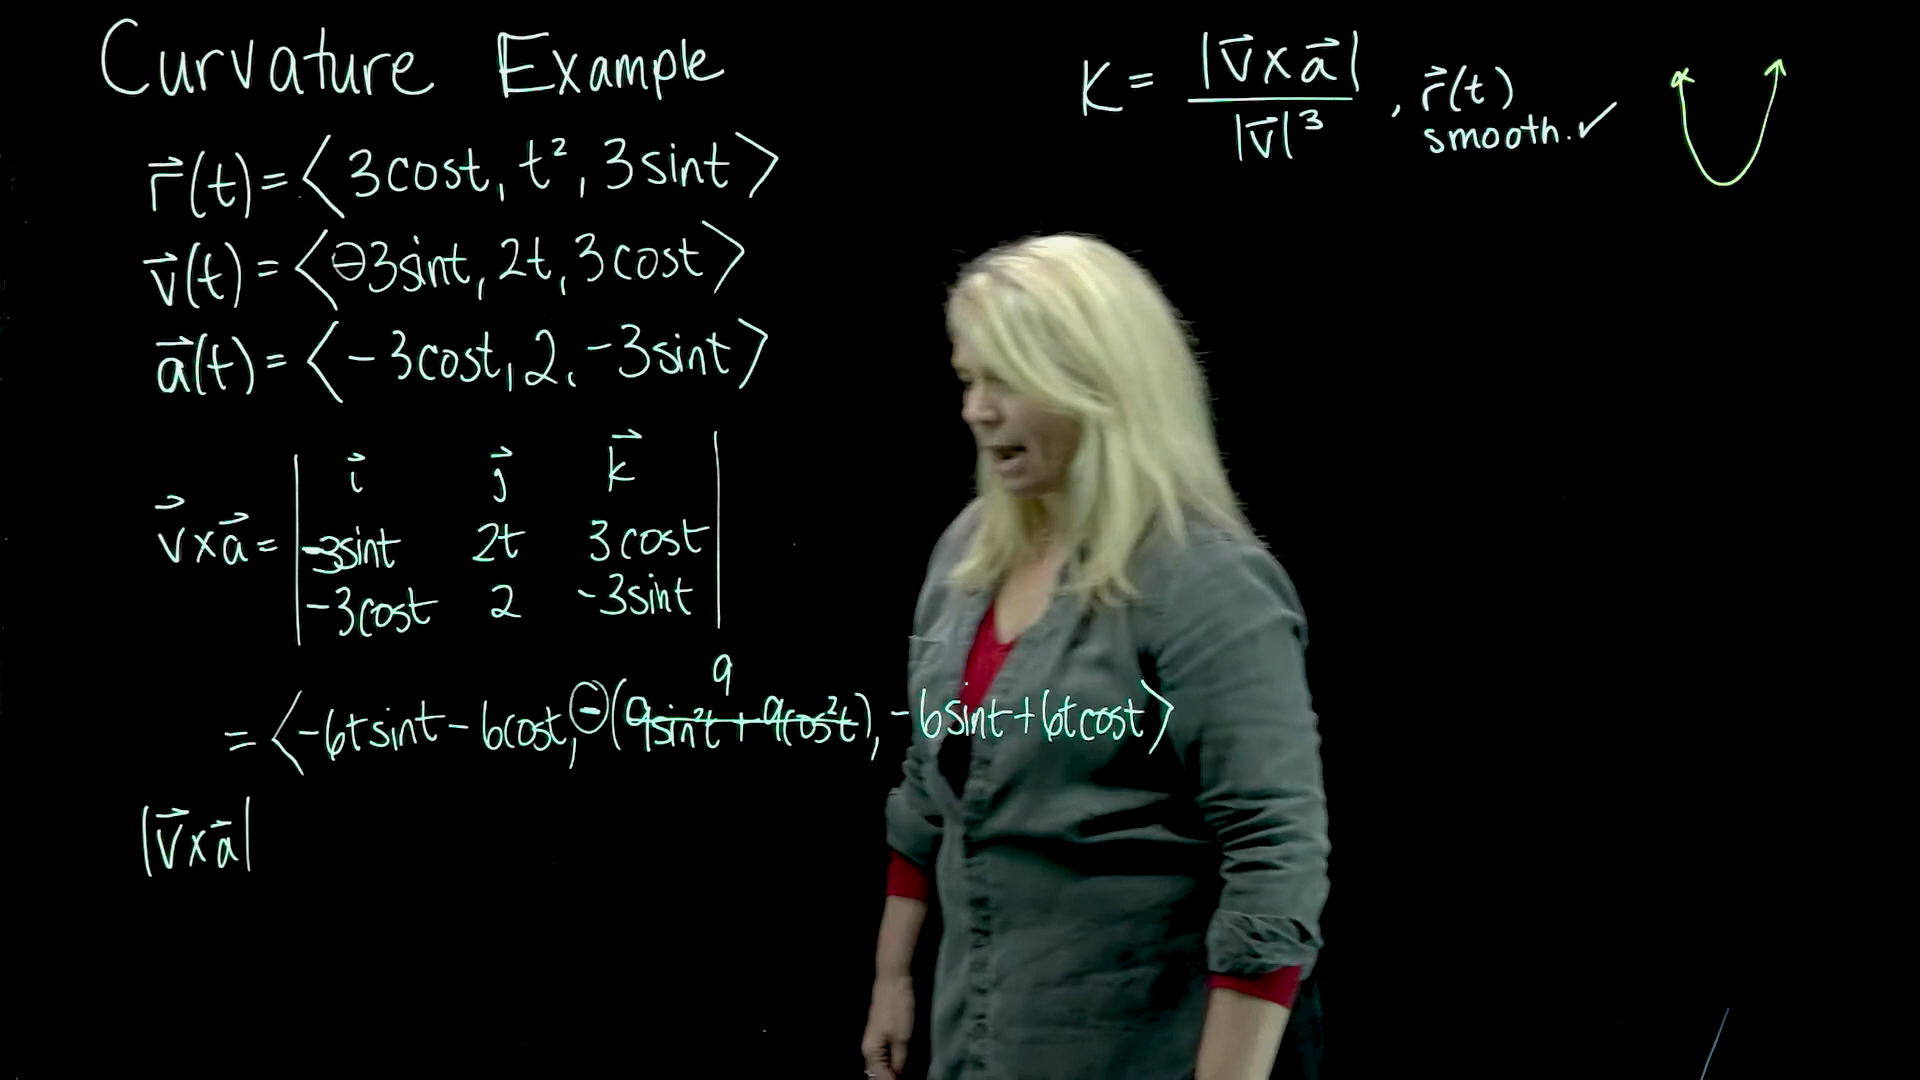 Curvature Example
r⃗(t) = ⟨3cost, t², 3sint⟩
v⃗(t) = ⟨-3sint, 2t, 3cost⟩
a⃗(t) = ⟨-3cost, 2, -3sint⟩
v⃗ x a⃗ = | i⃗ j⃗ k⃗ |
| -3sint 2t 3cost |
| -3cost 2 -3sint |
9
= ⟨-6tsint - 6cost, -(9sin²t + 9cos²t), -6sint + 6tcost⟩
|v⃗ x a⃗|
K = |v⃗ x a⃗| / |v⃗|³ , r⃗(t)
smooth. ✓